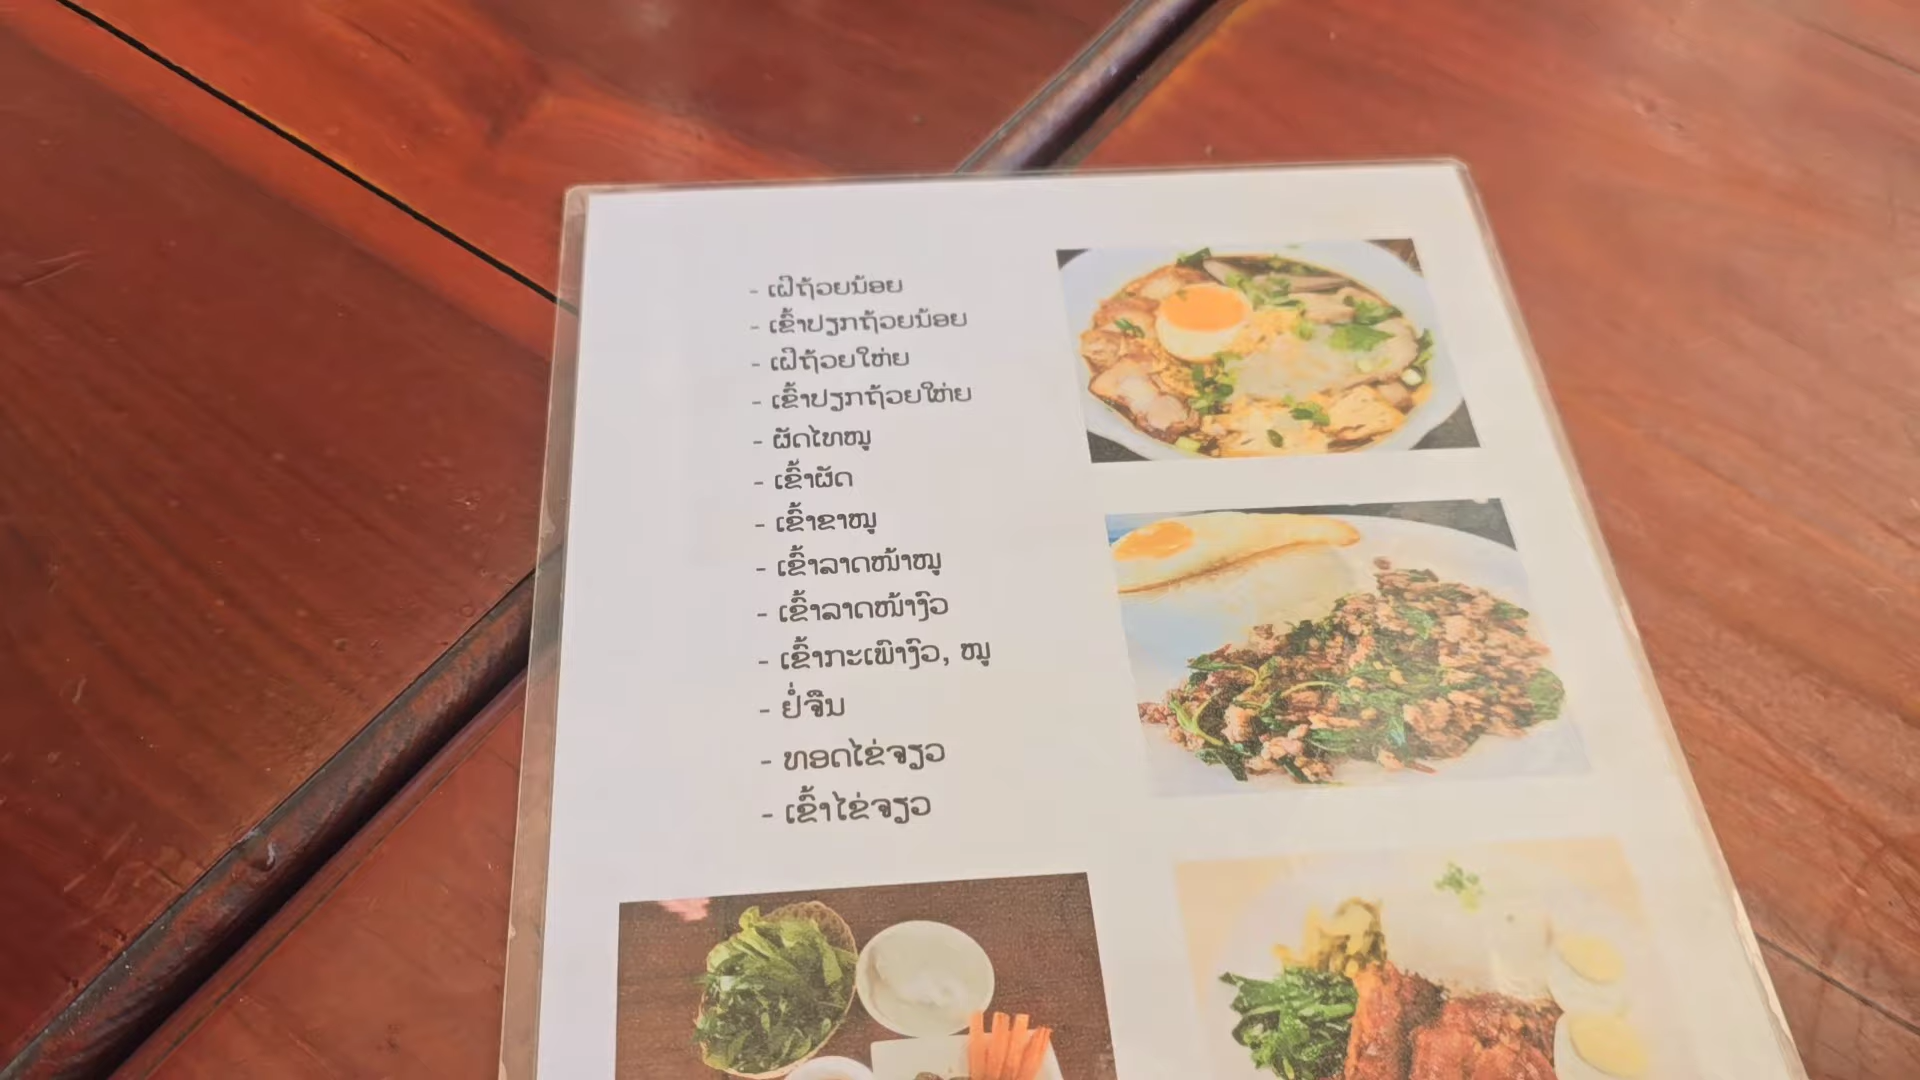 - ເຝີຖ້ວຍນ້ອຍ
- ເຂົ້າປຽກຖ້ວຍນ້ອຍ
- ເຝີຖ້ວຍໃຫ່ຍ
- ເຂົ້າປຽກຖ້ວຍໃຫ່ຍ
- ຜັດໄທໝູ
- ເຂົ້າຜັດ
- ເຂົ້າຂາໝູ
- ເຂົ້າລາດໜ້າໝູ
- ເຂົ້າລາດໜ້າງົວ
- ເຂົ້າກະເພົາງົວ, ໝູ
- ຢໍ່ຈືນ
- ທອດໄຂ່ຈຽວ
- ເຂົ້າໄຂ່ຈຽວ